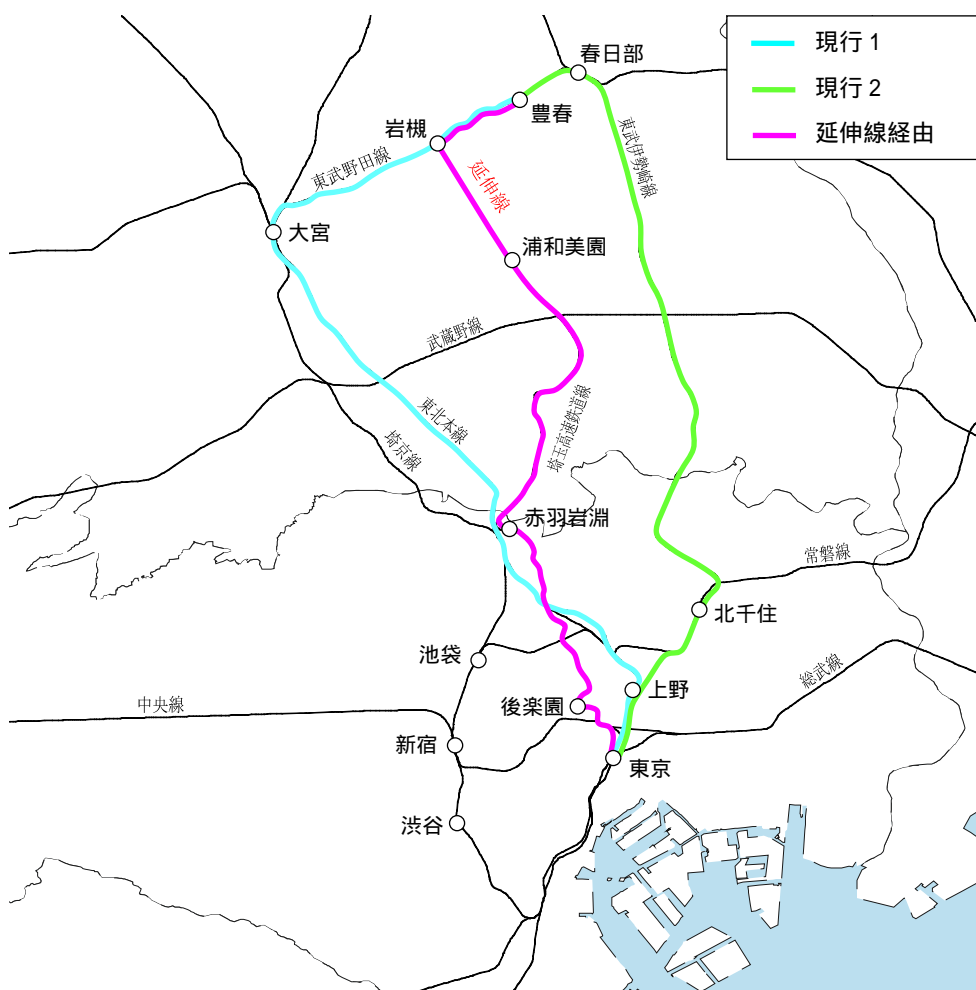 現行1
現行2
延伸線経由
春日部
豊春
岩槻
東武野田線
延伸線
東武伊勢崎線
大宮
浦和美園
武蔵野線
東北本線
埼京線
埼玉高速鉄道線
赤羽岩淵
常磐線
北千住
池袋
上野
総武線
後楽園
中央線
新宿
東京
渋谷